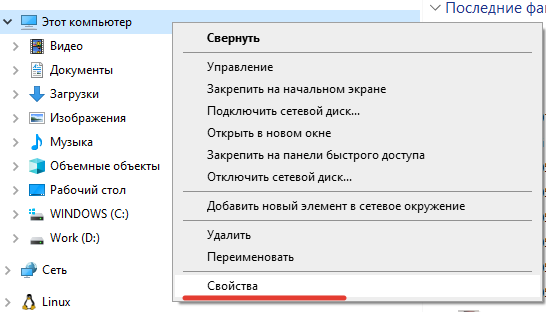 Этот компьютер
Видео
Документы
Загрузки
Изображения
Музыка
Объемные объекты
Рабочий стол
WINDOWS (C:)
Work (D:)
Сеть
Linux
Свернуть
Управление
Закрепить на начальном экране
Подключить сетевой диск...
Открыть в новом окне
Закрепить на панели быстрого доступа
Отключить сетевой диск...
Добавить новый элемент в сетевое окружение
Удалить
Переименовать
Свойства
Последние фа